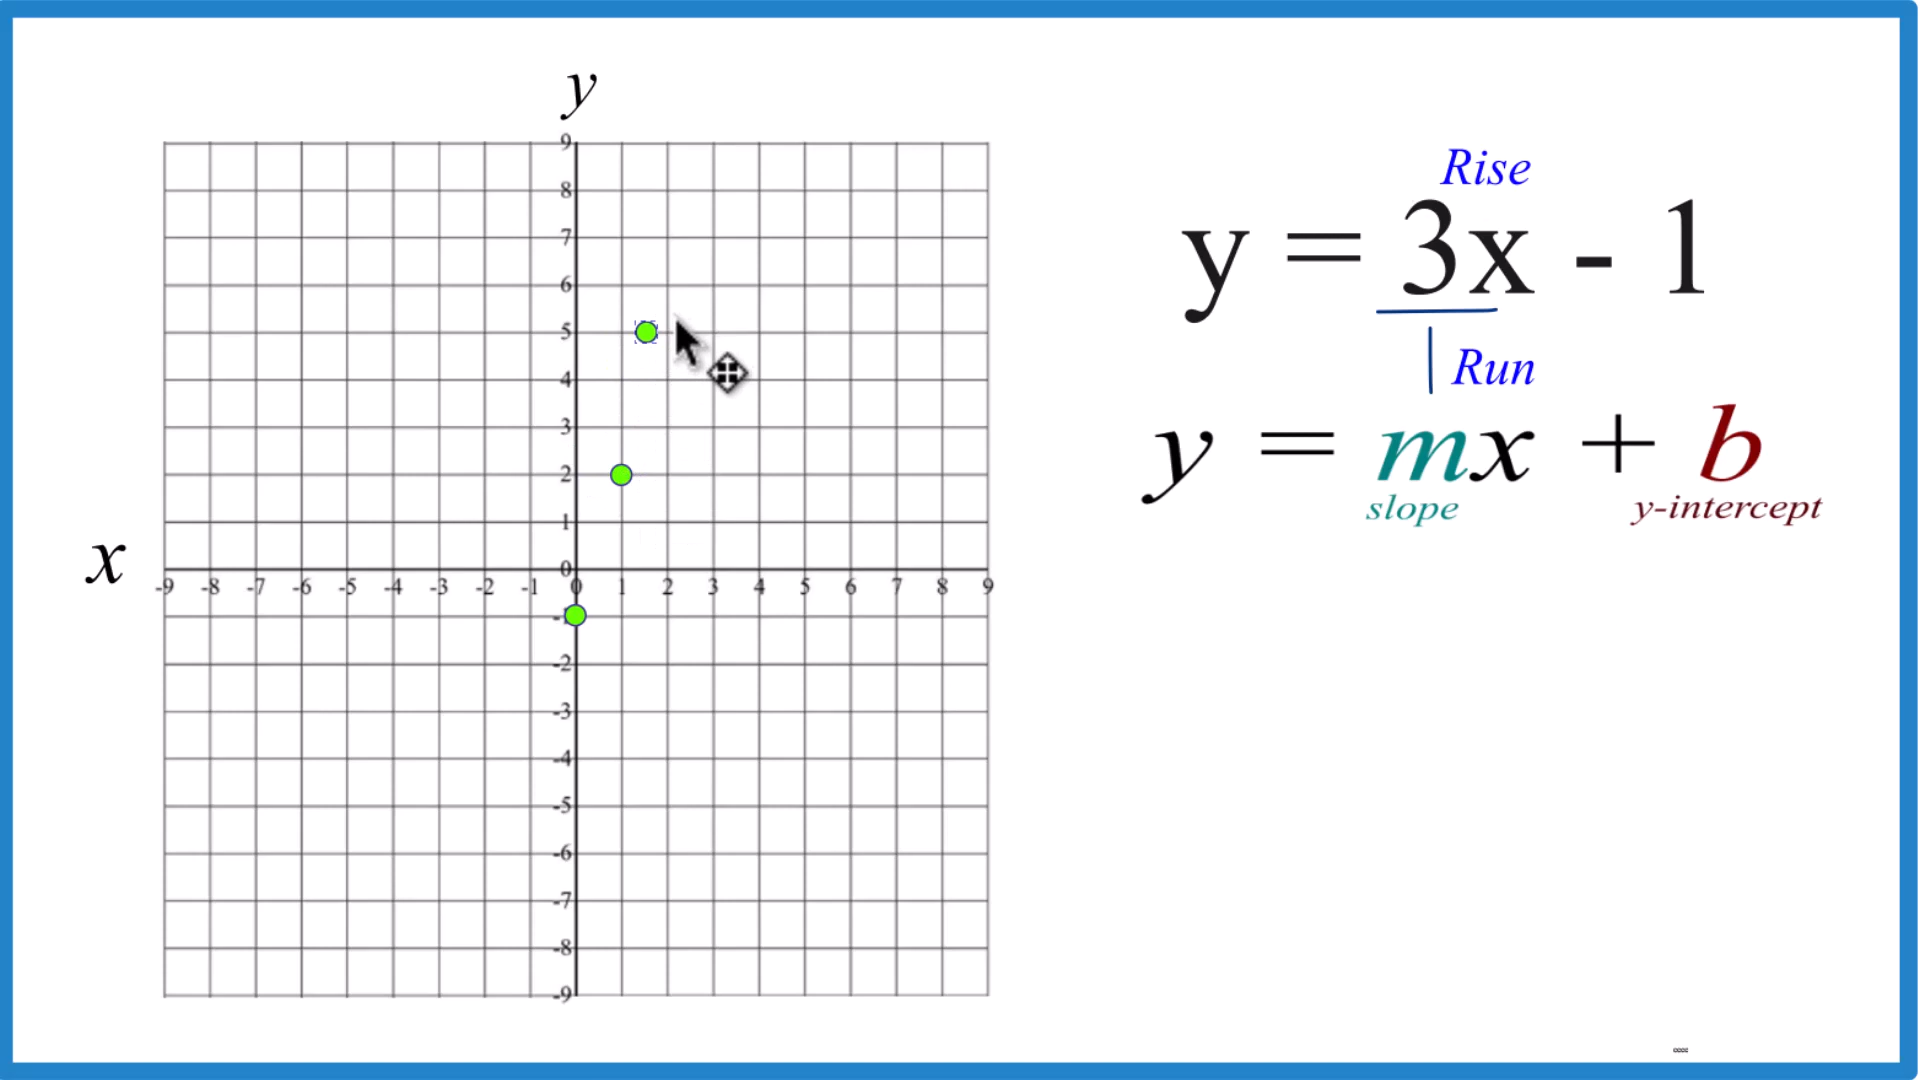 y
9
8
7
6
5
4
3
2
1
x
0
-9 -8 -7 -6 -5 -4 -3 -2 -1 0 1 2 3 4 5 6 7 8 9
-2
-3
-4
-5
-6
-7
-8
-9
Rise
y = 3x - 1
1 Run
y = mx + b
slope y-intercept